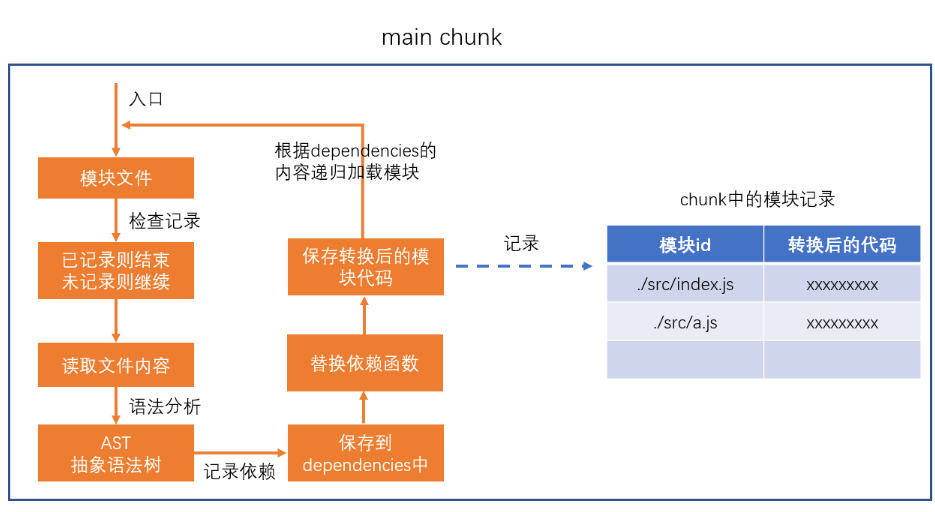 main chunk
入口
模块文件
检查记录
已记录则结束
未记录则继续
读取文件内容
语法分析
AST
抽象语法树
记录依赖
保存到
dependencies中
替换依赖函数
保存转换后的模
块代码
根据dependencies的
内容递归加载模块
记录
chunk中的模块记录
模块id 转换后的代码
./src/index.js xxxxxxxxx
./src/a.js xxxxxxxxx